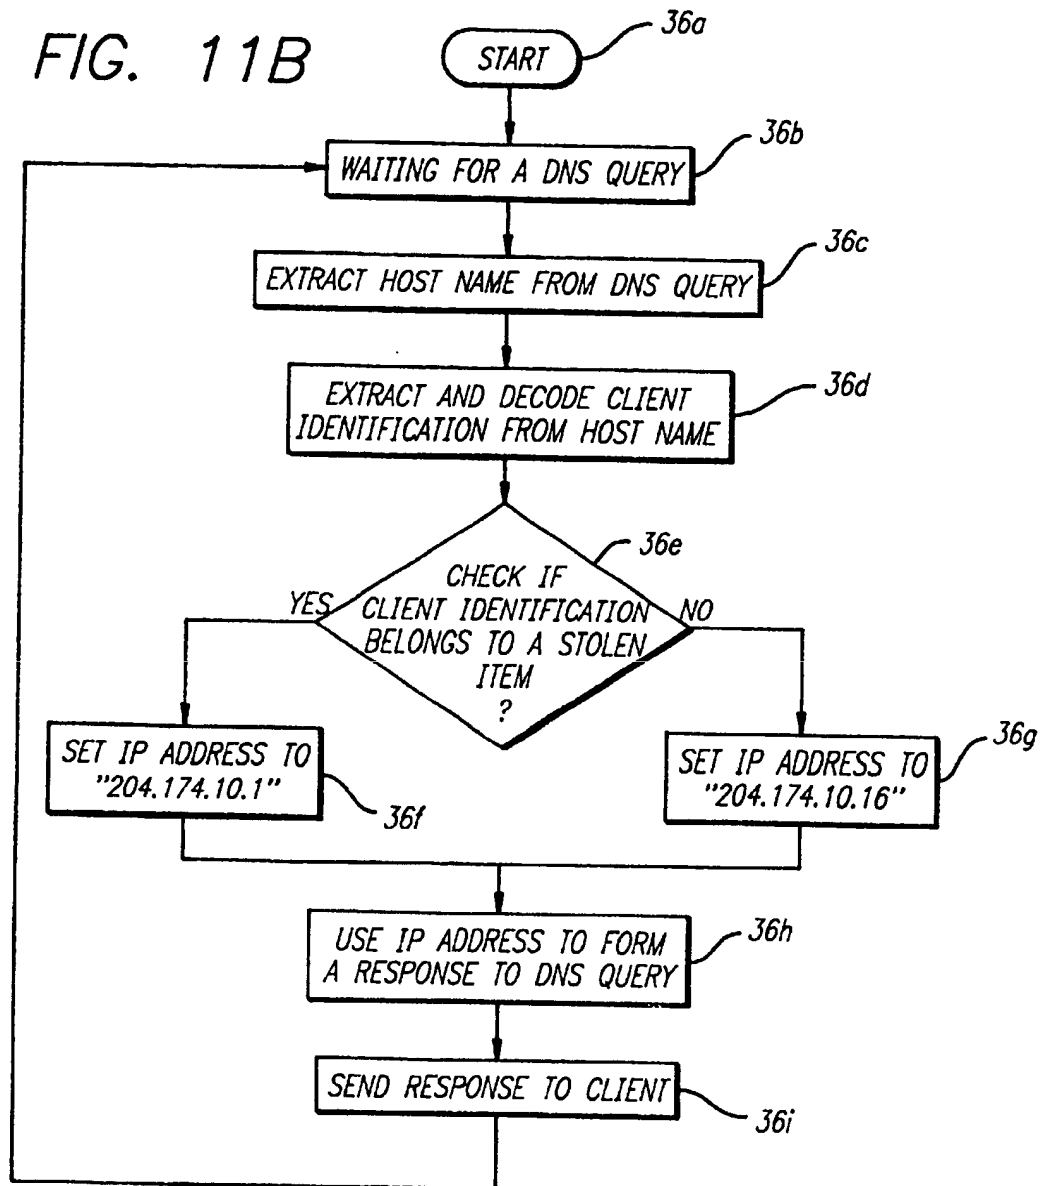 FIG. 11B
START
36a
WAITING FOR A DNS QUERY
36b
EXTRACT HOST NAME FROM DNS QUERY
36c
EXTRACT AND DECODE CLIENT
IDENTIFICATION FROM HOST NAME
36d
CHECK IF
CLIENT IDENTIFICATION
BELONGS TO A STOLEN
ITEM
?
36e
YES
NO
SET IP ADDRESS TO
"204.174.10.1"
36f
SET IP ADDRESS TO
"204.174.10.16"
36g
USE IP ADDRESS TO FORM
A RESPONSE TO DNS QUERY
36h
SEND RESPONSE TO CLIENT
36i